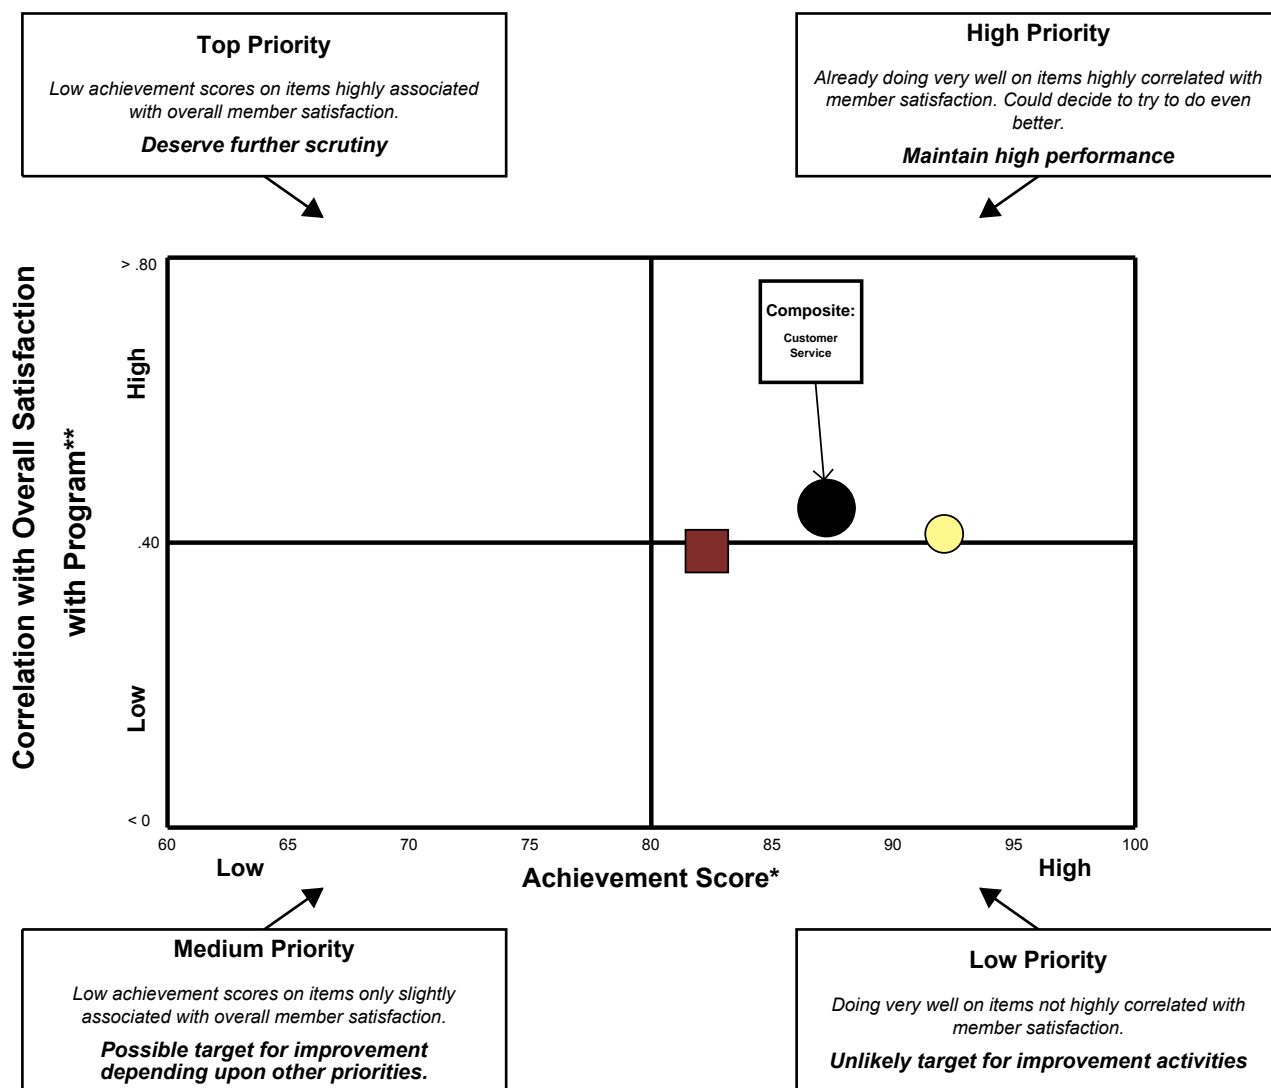 Top Priority
Low achievement scores on items highly associated
with overall member satisfaction.
Deserve further scrutiny
High Priority
Already doing very well on items highly correlated with
member satisfaction. Could decide to try to do even
better.
Maintain high performance
Correlation with Overall Satisfaction
with Program**
> .80
High
.40
Low
< 0
Composite:
Customer
Service
60 65 70 75 80 85 90 95 100
Low Achievement Score* High
Medium Priority
Low achievement scores on items only slightly
associated with overall member satisfaction.
Possible target for improvement
depending upon other priorities.
Low Priority
Doing very well on items not highly correlated with
member satisfaction.
Unlikely target for improvement activities